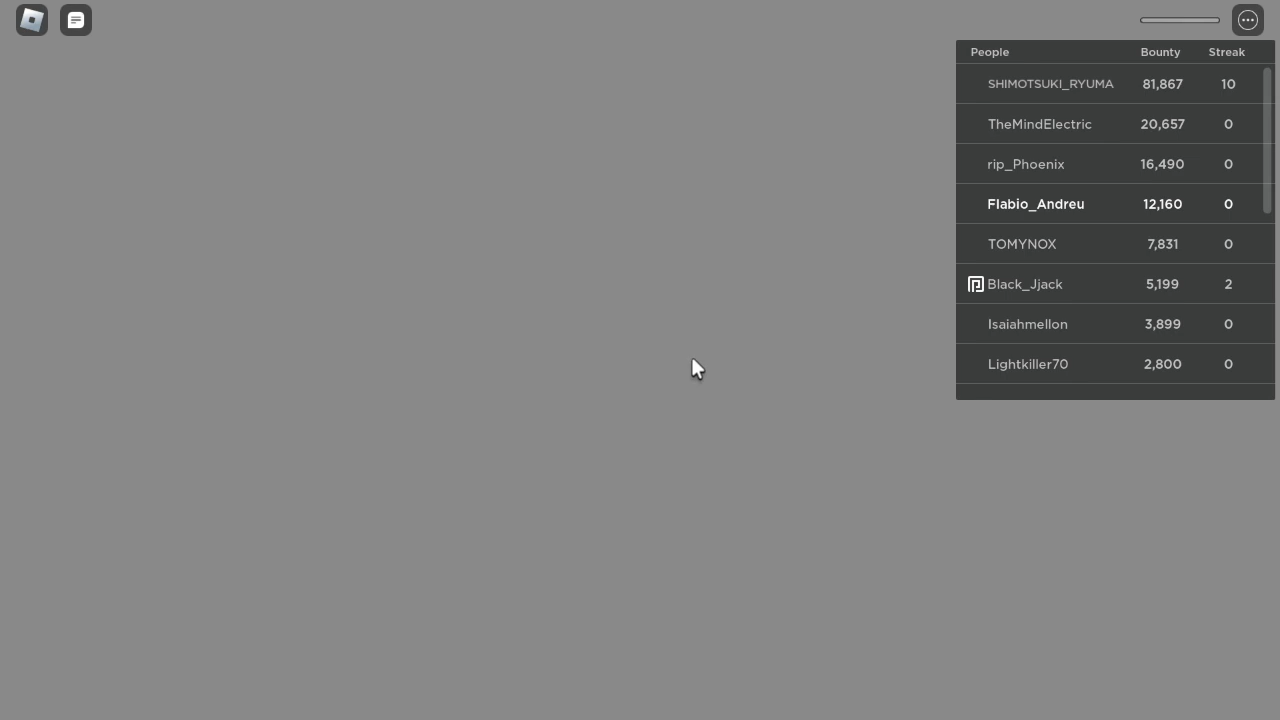 People Bounty Streak
SHIMOTSUKI_RYUMA 81,867 10
TheMindElectric 20,657 0
rip_Phoenix 16,490 0
Flabio_Andreu 12,160 0
TOMYNOX 7,831 0
Black_Jjack 5,199 2
Isaiahmellon 3,899 0
Lightkiller70 2,800 0